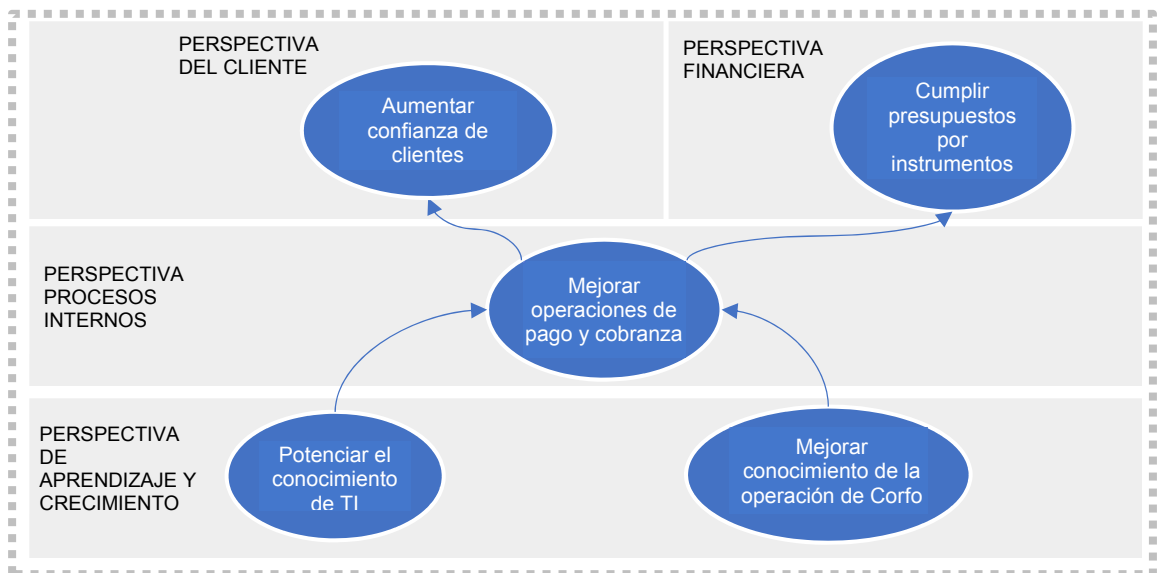 PERSPECTIVA
DEL CLIENTE
Aumentar
confianza de
clientes
PERSPECTIVA
FINANCIERA
Cumplir
presupuestos
por
instrumentos
PERSPECTIVA
PROCESOS
INTERNOS
Mejorar
operaciones de
pago y cobranza
PERSPECTIVA
DE
APRENDIZAJE Y
CRECIMIENTO
Potenciar el
conocimiento
de TI
Mejorar
conocimiento de la
operación de Corfo